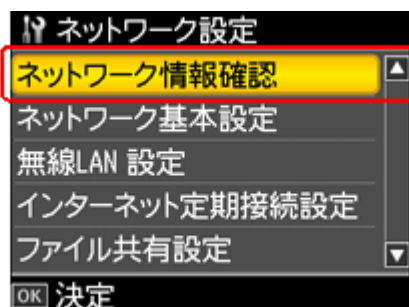 ネットワーク設定
ネットワーク情報確認
ネットワーク基本設定
無線LAN 設定
インターネット定期接続設定
ファイル共有設定
OK 決定